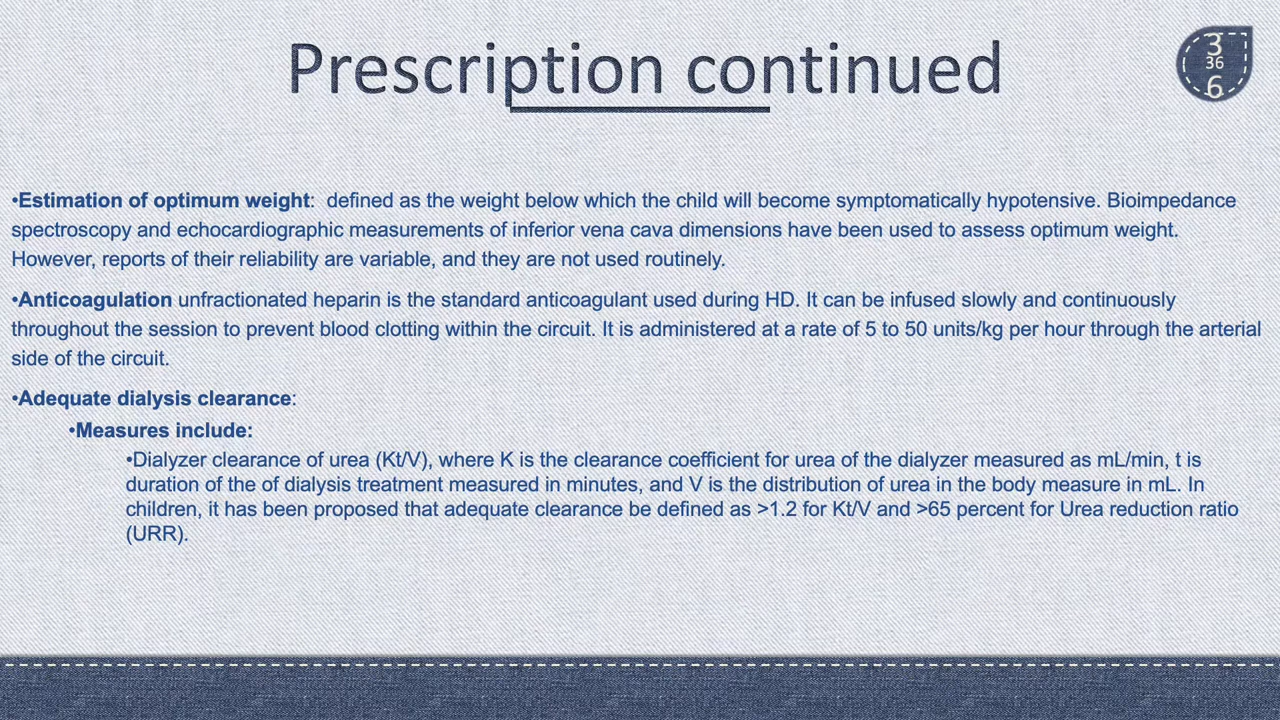 Prescription continued
3
36
6
•Estimation of optimum weight:  defined as the weight below which the child will become symptomatically hypotensive. Bioimpedance
spectroscopy and echocardiographic measurements of inferior vena cava dimensions have been used to assess optimum weight.
However, reports of their reliability are variable, and they are not used routinely.
•Anticoagulation unfractionated heparin is the standard anticoagulant used during HD. It can be infused slowly and continuously
throughout the session to prevent blood clotting within the circuit. It is administered at a rate of 5 to 50 units/kg per hour through the arterial
side of the circuit.
•Adequate dialysis clearance:
•Measures include:
•Dialyzer clearance of urea (Kt/V), where K is the clearance coefficient for urea of the dialyzer measured as mL/min, t is
duration of the of dialysis treatment measured in minutes, and V is the distribution of urea in the body measure in mL. In
children, it has been proposed that adequate clearance be defined as >1.2 for Kt/V and >65 percent for Urea reduction ratio
(URR).